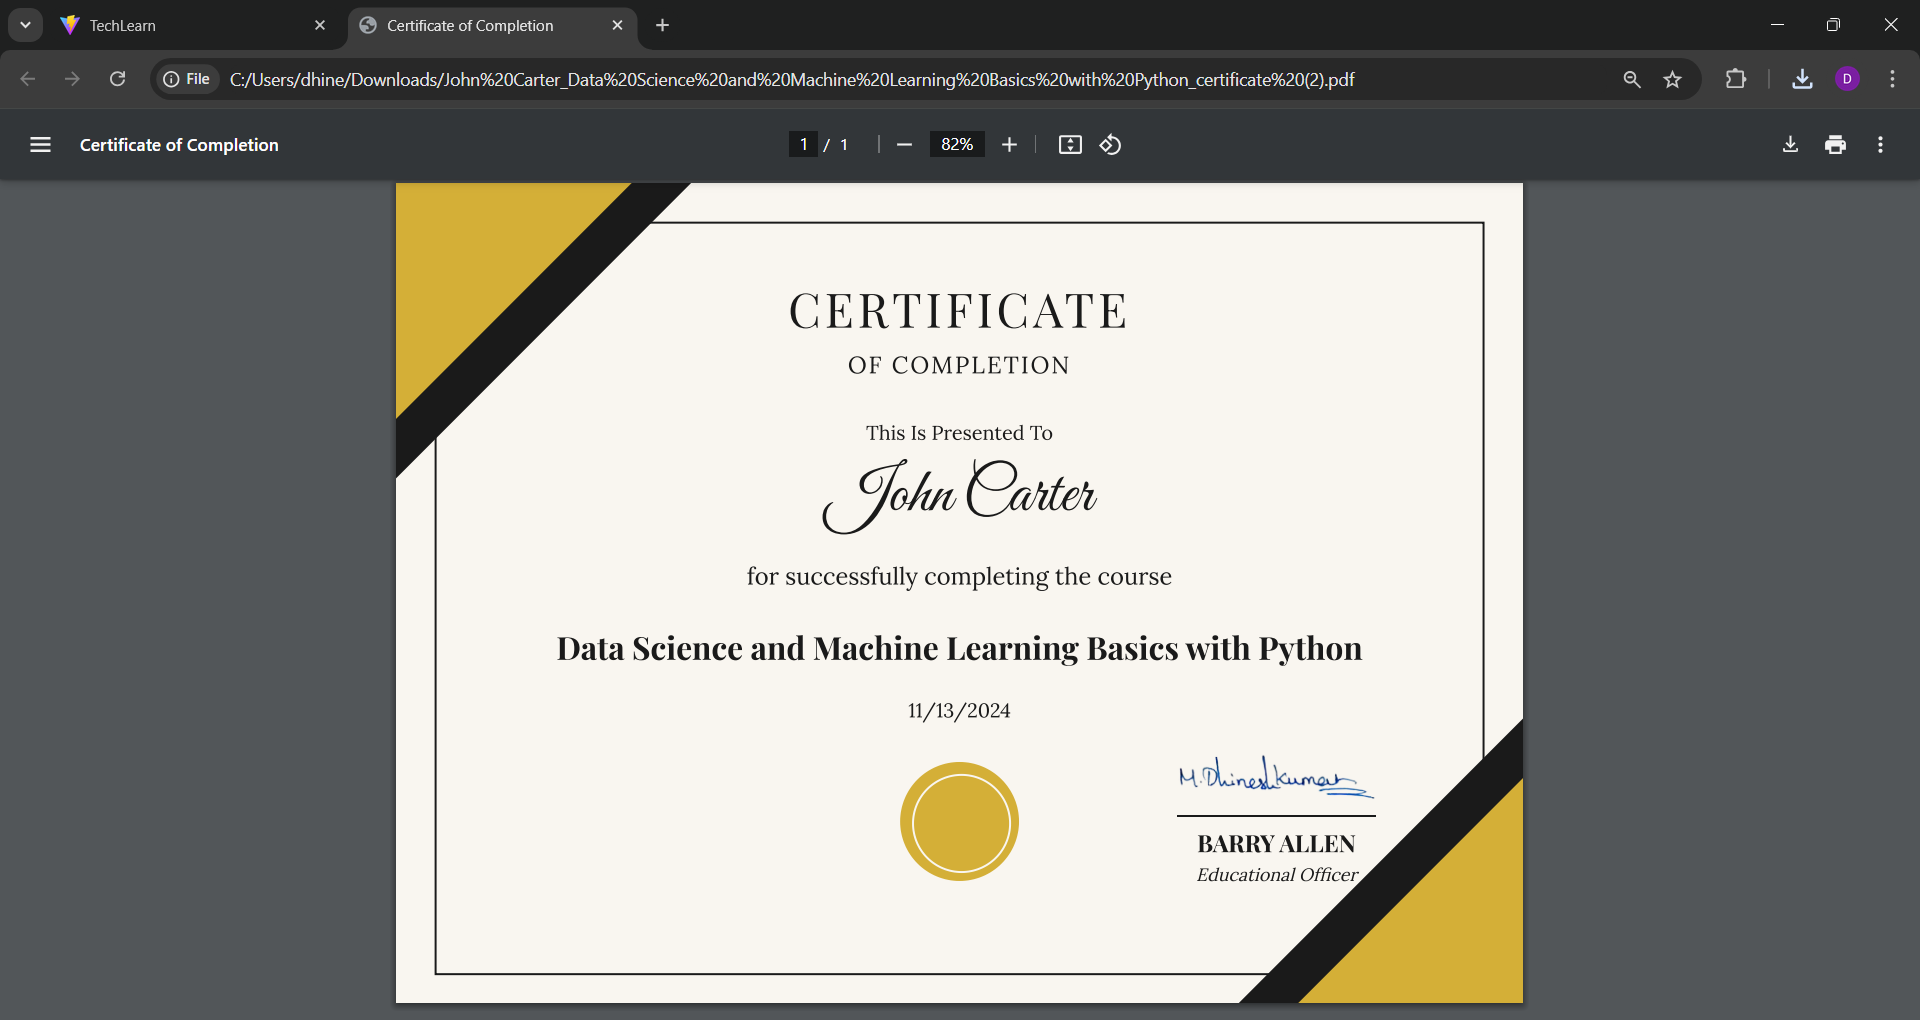 TechLearn
Certificate of Completion
File
C:/Users/dhine/Downloads/John%20Carter_Data%20Science%20and%20Machine%20Learning%20Basics%20with%20Python_certificate%20(2).pdf
D
Certificate of Completion
1 / 1
82%
CERTIFICATE
OF COMPLETION
This Is Presented To
John Carter
for successfully completing the course
Data Science and Machine Learning Basics with Python
11/13/2024
M.Dhineshkumar
BARRY ALLEN
Educational Officer